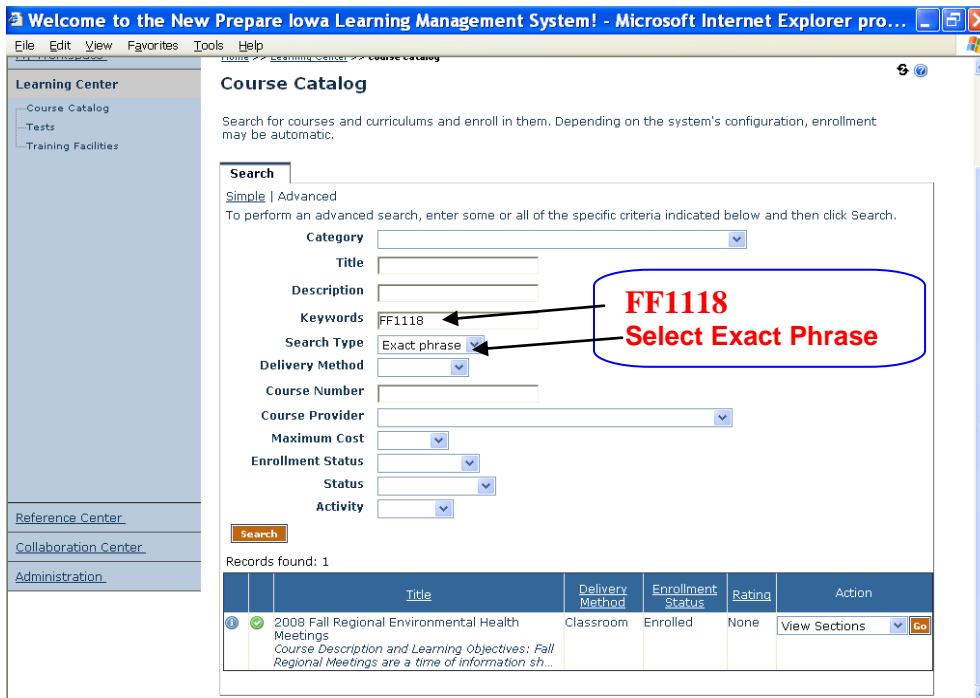 Welcome to the New Prepare Iowa Learning Management System! - Microsoft Internet Explorer pro...
File Edit View Favorites Tools Help
My Workspace
Home >> Learning Center >> Course Catalog
Learning Center
Course Catalog
Tests
Training Facilities
Course Catalog
Search for courses and curriculums and enroll in them. Depending on the system's configuration, enrollment
may be automatic.
Search
Simple | Advanced
To perform an advanced search, enter some or all of the specific criteria indicated below and then click Search.
Category
Title
Description
Keywords FF1118
Search Type Exact phrase
Delivery Method
Course Number
Course Provider
Maximum Cost
Enrollment Status
Status
Activity
FF1118
Select Exact Phrase
Reference Center
Collaboration Center
Administration
Search
Records found: 1
Title Delivery Method Enrollment Status Rating Action
2008 Fall Regional Environmental Health Classroom Enrolled None View Sections Go
Meetings
Course Description and Learning Objectives: Fall
Regional Meetings are a time of information sh...